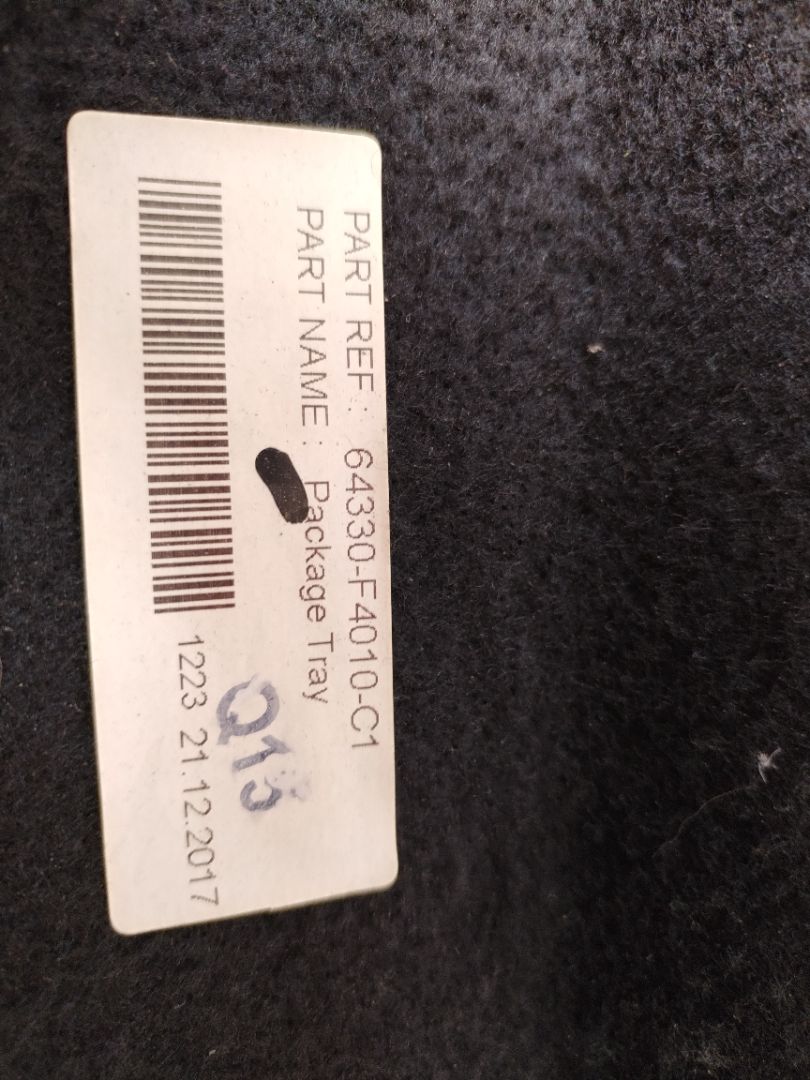 PART REF : 64330-F4010-C1
PART NAME : Package Tray
Q13
1223 21.12.2017